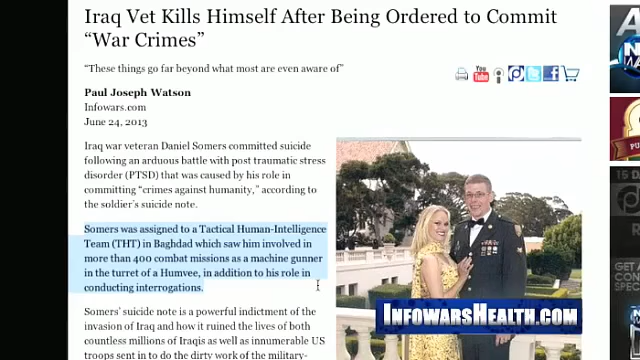 Iraq Vet Kills Himself After Being Ordered to Commit
“War Crimes”
“These things go far beyond what most are even aware of”
You
Tube
Paul Joseph Watson
Infowars.com
June 24, 2013
Iraq war veteran Daniel Somers committed suicide
following an arduous battle with post traumatic stress
disorder (PTSD) that was caused by his role in
committing “crimes against humanity,” according to
the soldier’s suicide note.
Somers was assigned to a Tactical Human-Intelligence
Team (THT) in Baghdad which saw him involved in
more than 400 combat missions as a machine gunner
in the turret of a Humvee, in addition to his role in
conducting interrogations.
Somers’ suicide note is a powerful indictment of the
invasion of Iraq and how it ruined the lives of both
countless millions of Iraqis as well as innumerable US
troops sent in to do the dirty work of the military-
INFOWARSHEALTH.COM
15 D
GET A
CON
SPEC